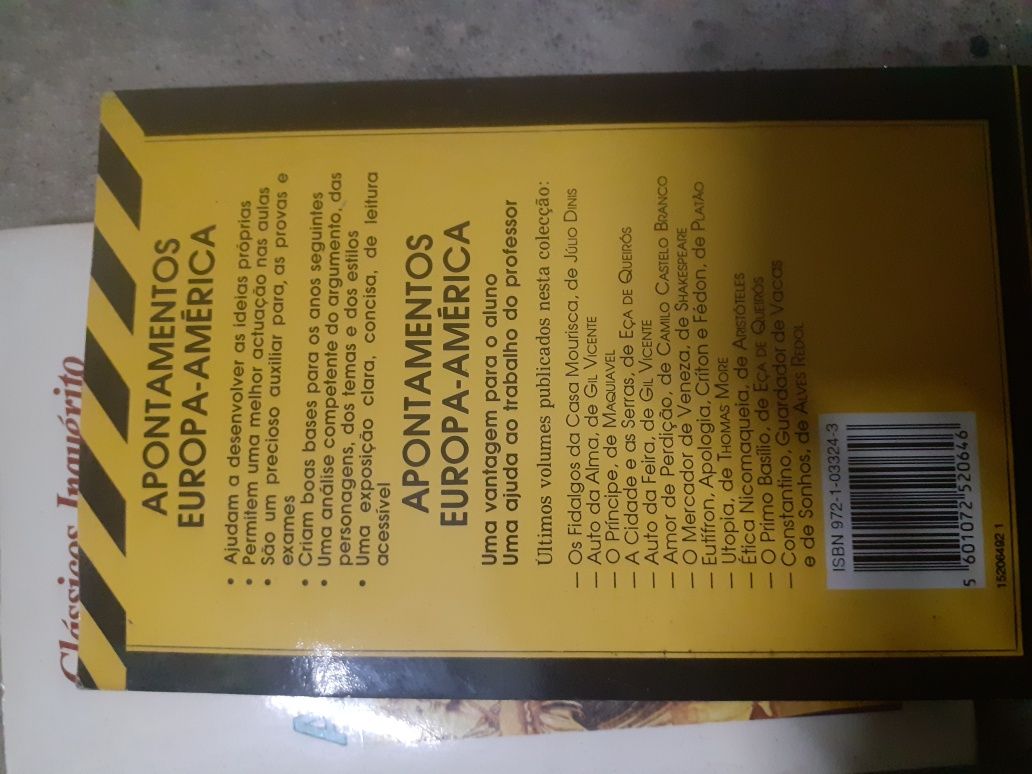 Clássicos Inquérito
APONTAMENTOS
EUROPA-AMÉRICA
• Ajudam a desenvolver as ideias próprias
• Permitem uma melhor actuação nas aulas
• São um precioso auxiliar para, as provas e
exames
• Criam boas bases para os anos seguintes
• Uma análise competente do argumento, das
personagens, dos temas e dos estilos
• Uma exposição clara, concisa, de leitura
acessível
APONTAMENTOS
EUROPA-AMÉRICA
Uma vantagem para o aluno
Uma ajuda ao trabalho do professor
Últimos volumes publicados nesta colecção:
— Os Fidalgos da Casa Mourisca, de JÚLIO DINIS
— Auto da Alma, de GIL VICENTE
— O Príncipe, de MAQUIAVEL
— A Cidade e as Serras, de EÇA DE QUEIRÓS
— Auto da Feira, de GIL VICENTE
— Amor de Perdição, de CAMILO CASTELO BRANCO
— O Mercador de Veneza, de SHAKESPEARE
— Eutífron, Apologia, Críton e Fédon, de PLATÃO
— Utopia, de THOMAS MORE
— Ética Nicomaqueia, de ARISTÓTELES
— O Primo Basílio, de EÇA DE QUEIRÓS
— Constantino, Guardador de Vacas
e de Sonhos, de ALVES REDOL
ISBN 972-1-03324-3
5 601072 520646
15206492 1